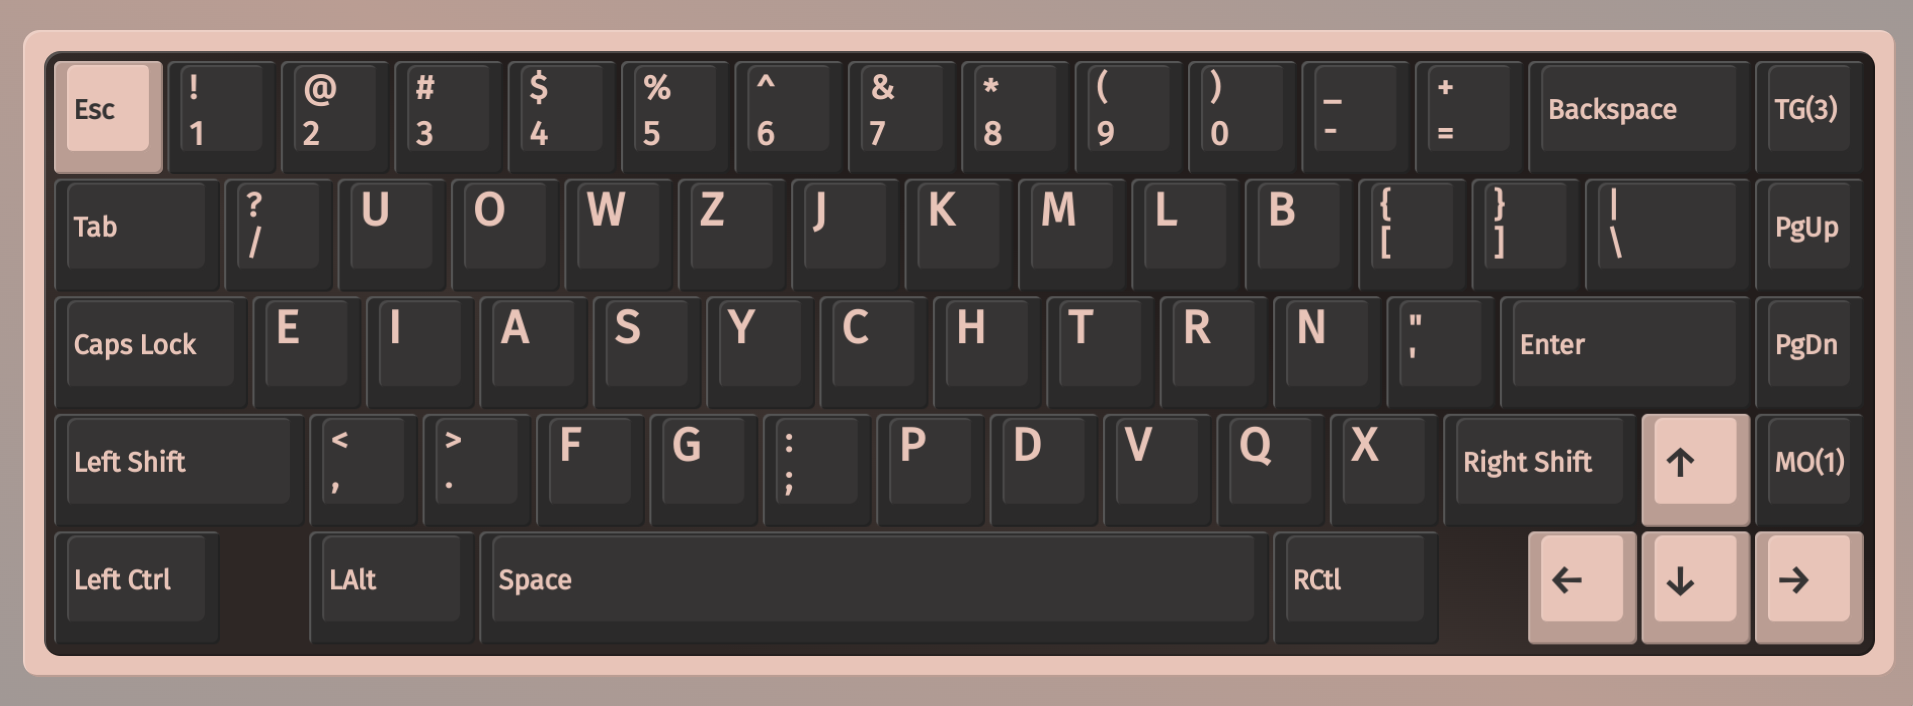 Esc ! @ # $ % ^ & * ( ) _ + Backspace TG(3)
1 2 3 4 5 6 7 8 9 0 - =
Tab ? U O W Z J K M L B { } | PgUp
/ [ ] \
Caps Lock E I A S Y C H T R N " Enter PgDn
'
Left Shift < > F G : P D V Q X Right Shift ↑ MO(1)
, . ;
Left Ctrl LAlt Space RCtl ← ↓ →